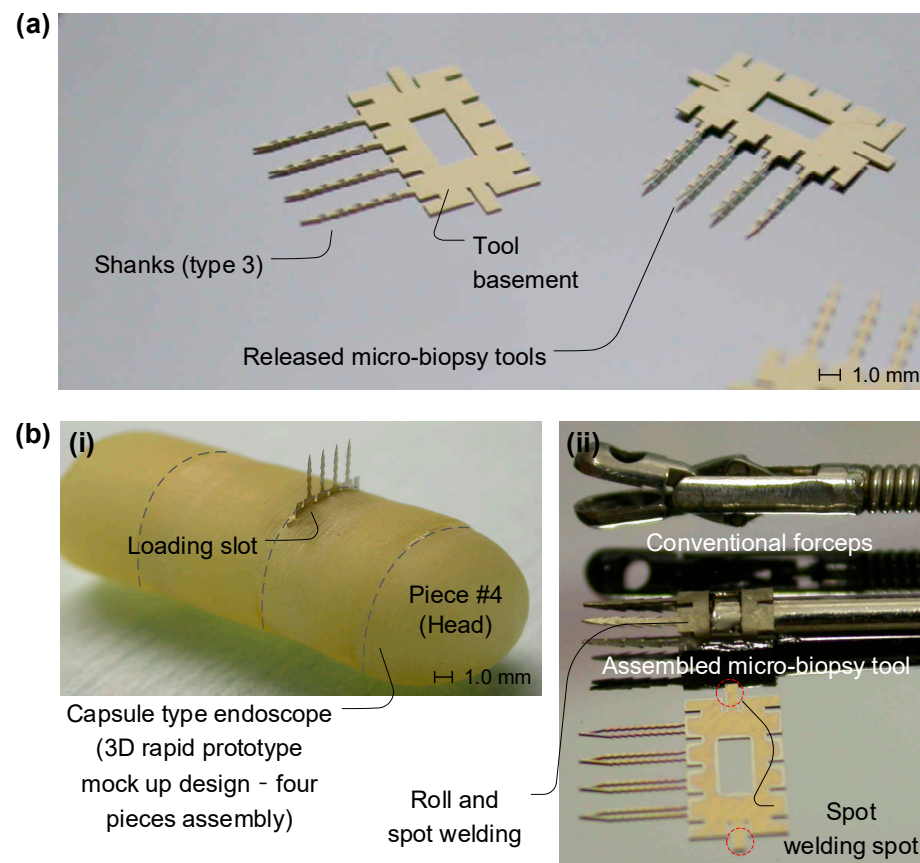 (a)
Shanks (type 3)
Tool
basement
Released micro-biopsy tools
1.0 mm
(b)
(i)
Loading slot
Piece #4
(Head)
1.0 mm
Capsule type endoscope
(3D rapid prototype
mock up design - four
pieces assembly)
(ii)
Conventional forceps
Assembled micro-biopsy tool
Roll and
spot welding
Spot
welding spot